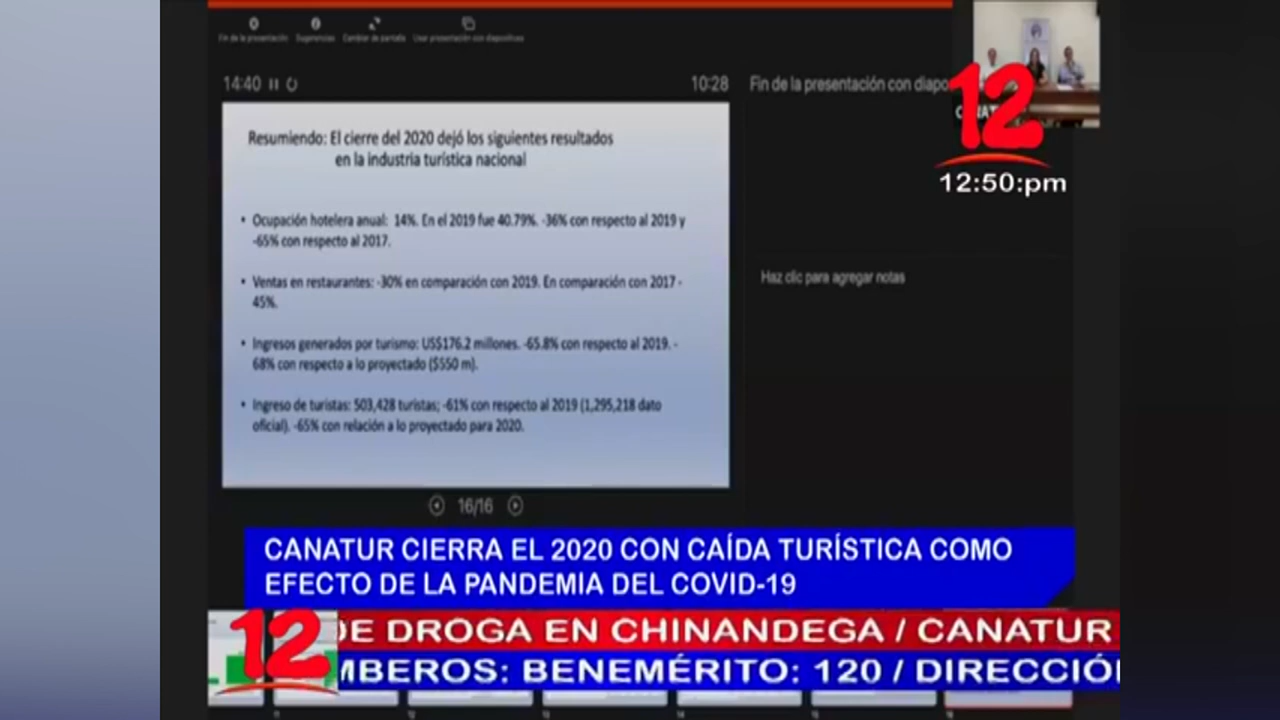 Fin de la presentación
Sugerencias
Cambiar de pantalla
Usar presentación con diapositivas
14:40
10:28
Fin de la presentación con diapo
12
12:50:pm
Resumiendo: El cierre del 2020 dejó los siguientes resultados
en la industria turística nacional
• Ocupación hotelera anual: 14%. En el 2019 fue 40.79%. -36% con respecto al 2019 y
-65% con respecto al 2017.
• Ventas en restaurantes: -30% en comparación con 2019. En comparación con 2017 -
45%.
• Ingresos generados por turismo: US$176.2 millones. -65.8% con respecto al 2019. -
68% con respecto a lo proyectado ($550 m).
• Ingreso de turistas: 503,428 turistas; -61% con respecto al 2019 (1,295,218 dato
oficial). -65% con relación a lo proyectado para 2020.
Haz clic para agregar notas
16/16
CANATUR CIERRA EL 2020 CON CAÍDA TURÍSTICA COMO
EFECTO DE LA PANDEMIA DEL COVID-19
12
DE DROGA EN CHINANDEGA / CANATUR
MBEROS: BENEMÉRITO: 120 / DIRECCIÓ